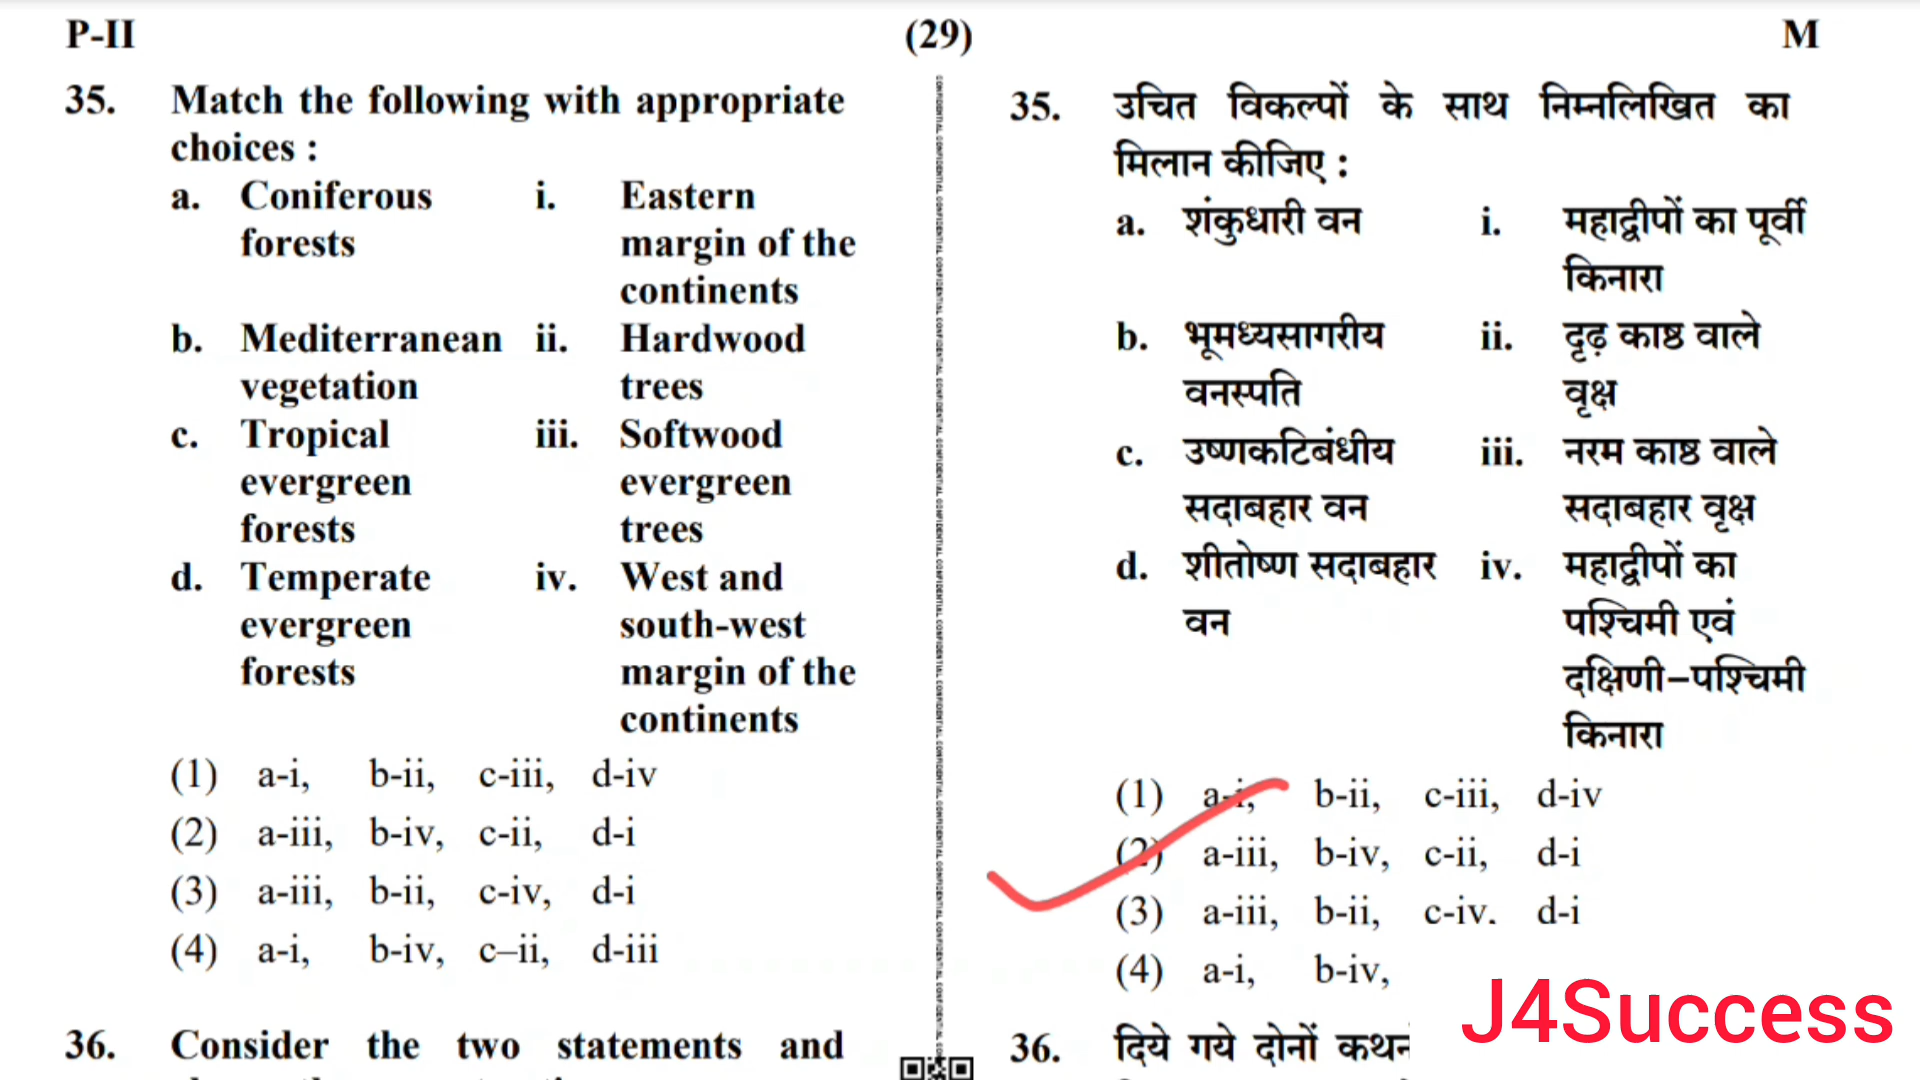 P-II
(29)
M
35. Match the following with appropriate
choices :
a. Coniferous i. Eastern
forests margin of the
continents
b. Mediterranean ii. Hardwood
vegetation trees
c. Tropical iii. Softwood
evergreen evergreen
forests trees
d. Temperate iv. West and
evergreen south-west
forests margin of the
continents
(1) a-i, b-ii, c-iii, d-iv
(2) a-iii, b-iv, c-ii, d-i
(3) a-iii, b-ii, c-iv, d-i
(4) a-i, b-iv, c–ii, d-iii
36. Consider the two statements and
35. उचित विकल्पों के साथ निम्नलिखित का
मिलान कीजिए :
a. शंकुधारी वन i. महाद्वीपों का पूर्वी
किनारा
b. भूमध्यसागरीय ii. दृढ़ काष्ठ वाले
वनस्पति वृक्ष
c. उष्णकटिबंधीय iii. नरम काष्ठ वाले
सदाबहार वन सदाबहार वृक्ष
d. शीतोष्ण सदाबहार iv. महाद्वीपों का
वन पश्चिमी एवं
दक्षिणी–पश्चिमी
किनारा
(1) a-i, b-ii, c-iii, d-iv
(2) a-iii, b-iv, c-ii, d-i
(3) a-iii, b-ii, c-iv. d-i
(4) a-i, b-iv,
36. दिये गये दोनों
J4Success